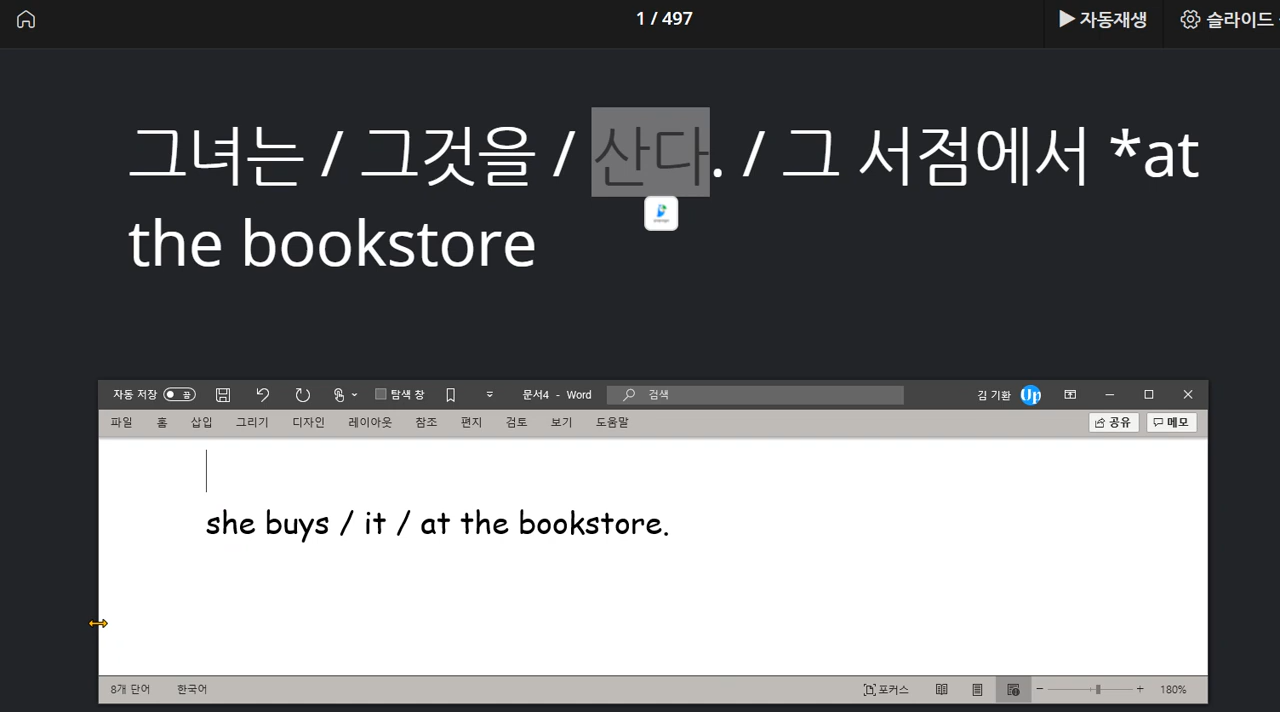 1 / 497
자동재생
슬라이드
그녀는 / 그것을 / 산다. / 그 서점에서 *at
the bookstore
자동 저장 끔 탐색 창 문서4 - Word 검색 김 기환 Up
파일 홈 삽입 그리기 디자인 레이아웃 참조 편지 검토 보기 도움말 공유 메모
she buys / it / at the bookstore.
8개 단어 한국어 포커스 180%